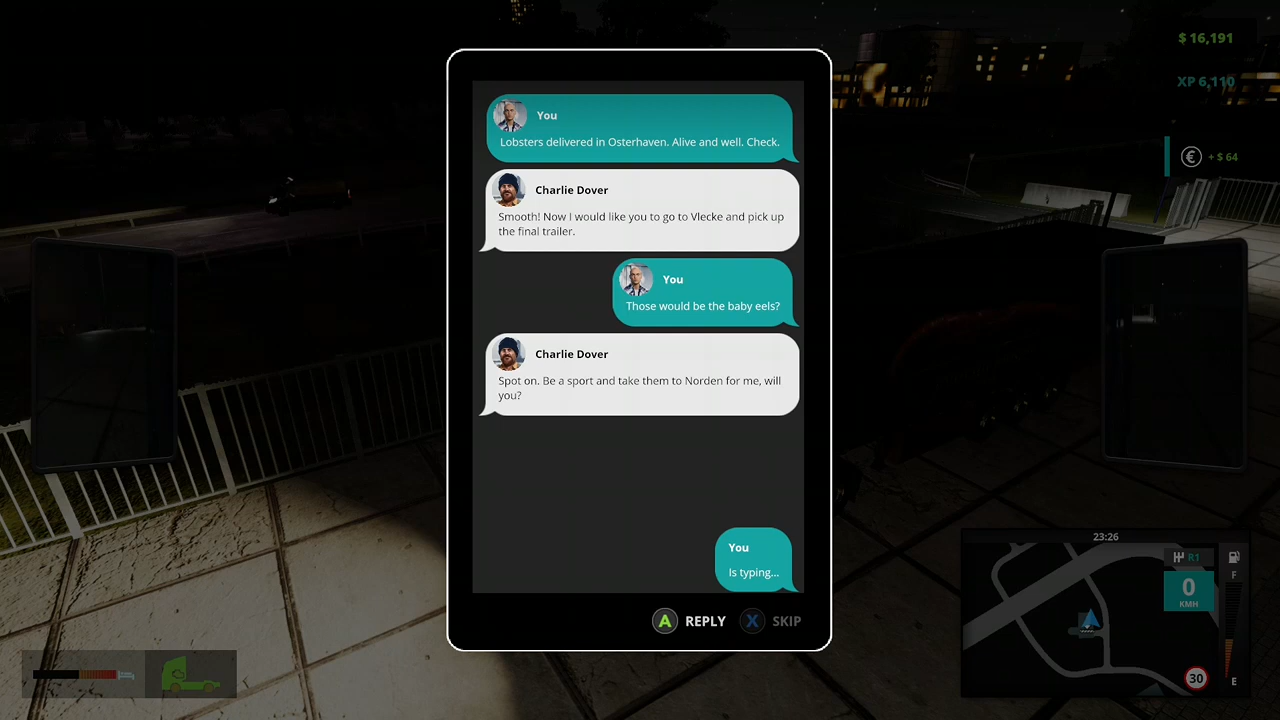 $ 16,191
XP 6,110
+ $ 64
You
Lobsters delivered in Osterhaven. Alive and well. Check.
Charlie Dover
Smooth! Now I would like you to go to Vlecke and pick up
the final trailer.
You
Those would be the baby eels?
Charlie Dover
Spot on. Be a sport and take them to Norden for me, will
you?
You
Is typing...
A REPLY X SKIP
23:26
R1
F
0
KMH
30
E